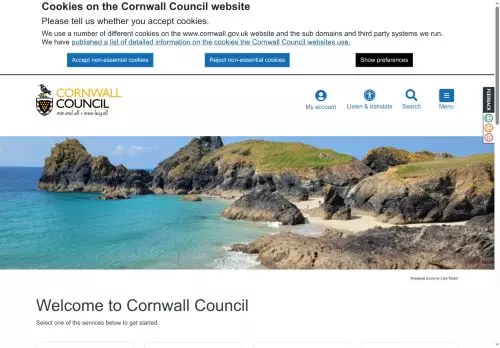 Cookies on the Cornwall Council website
Please tell us whether you accept cookies.
We use a number of different cookies on the www.cornwall.gov.uk website and the sub domains and third party systems we run.
We have published a list of detailed information on the cookies the Cornwall Council websites use.
Accept non-essential cookies
Reject non-essential cookies
Show preferences
CORNWALL
COUNCIL
one and all • onen hag oll
My account
Listen & translate
Search
Menu
FEEDBACK
Kynance Cove by Lisa Taylor
Welcome to Cornwall Council
Select one of the services below to get started.